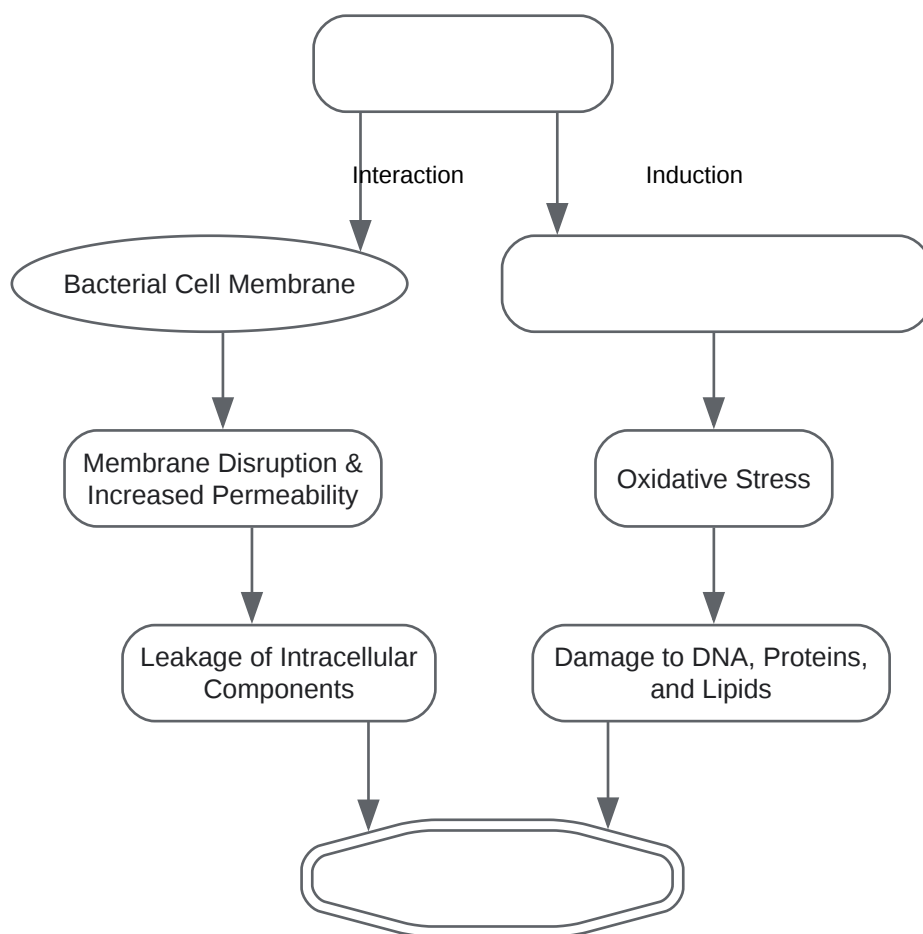 Interaction
Induction
Bacterial Cell Membrane
Membrane Disruption &
Increased Permeability
Oxidative Stress
Leakage of Intracellular
Components
Damage to DNA, Proteins,
and Lipids